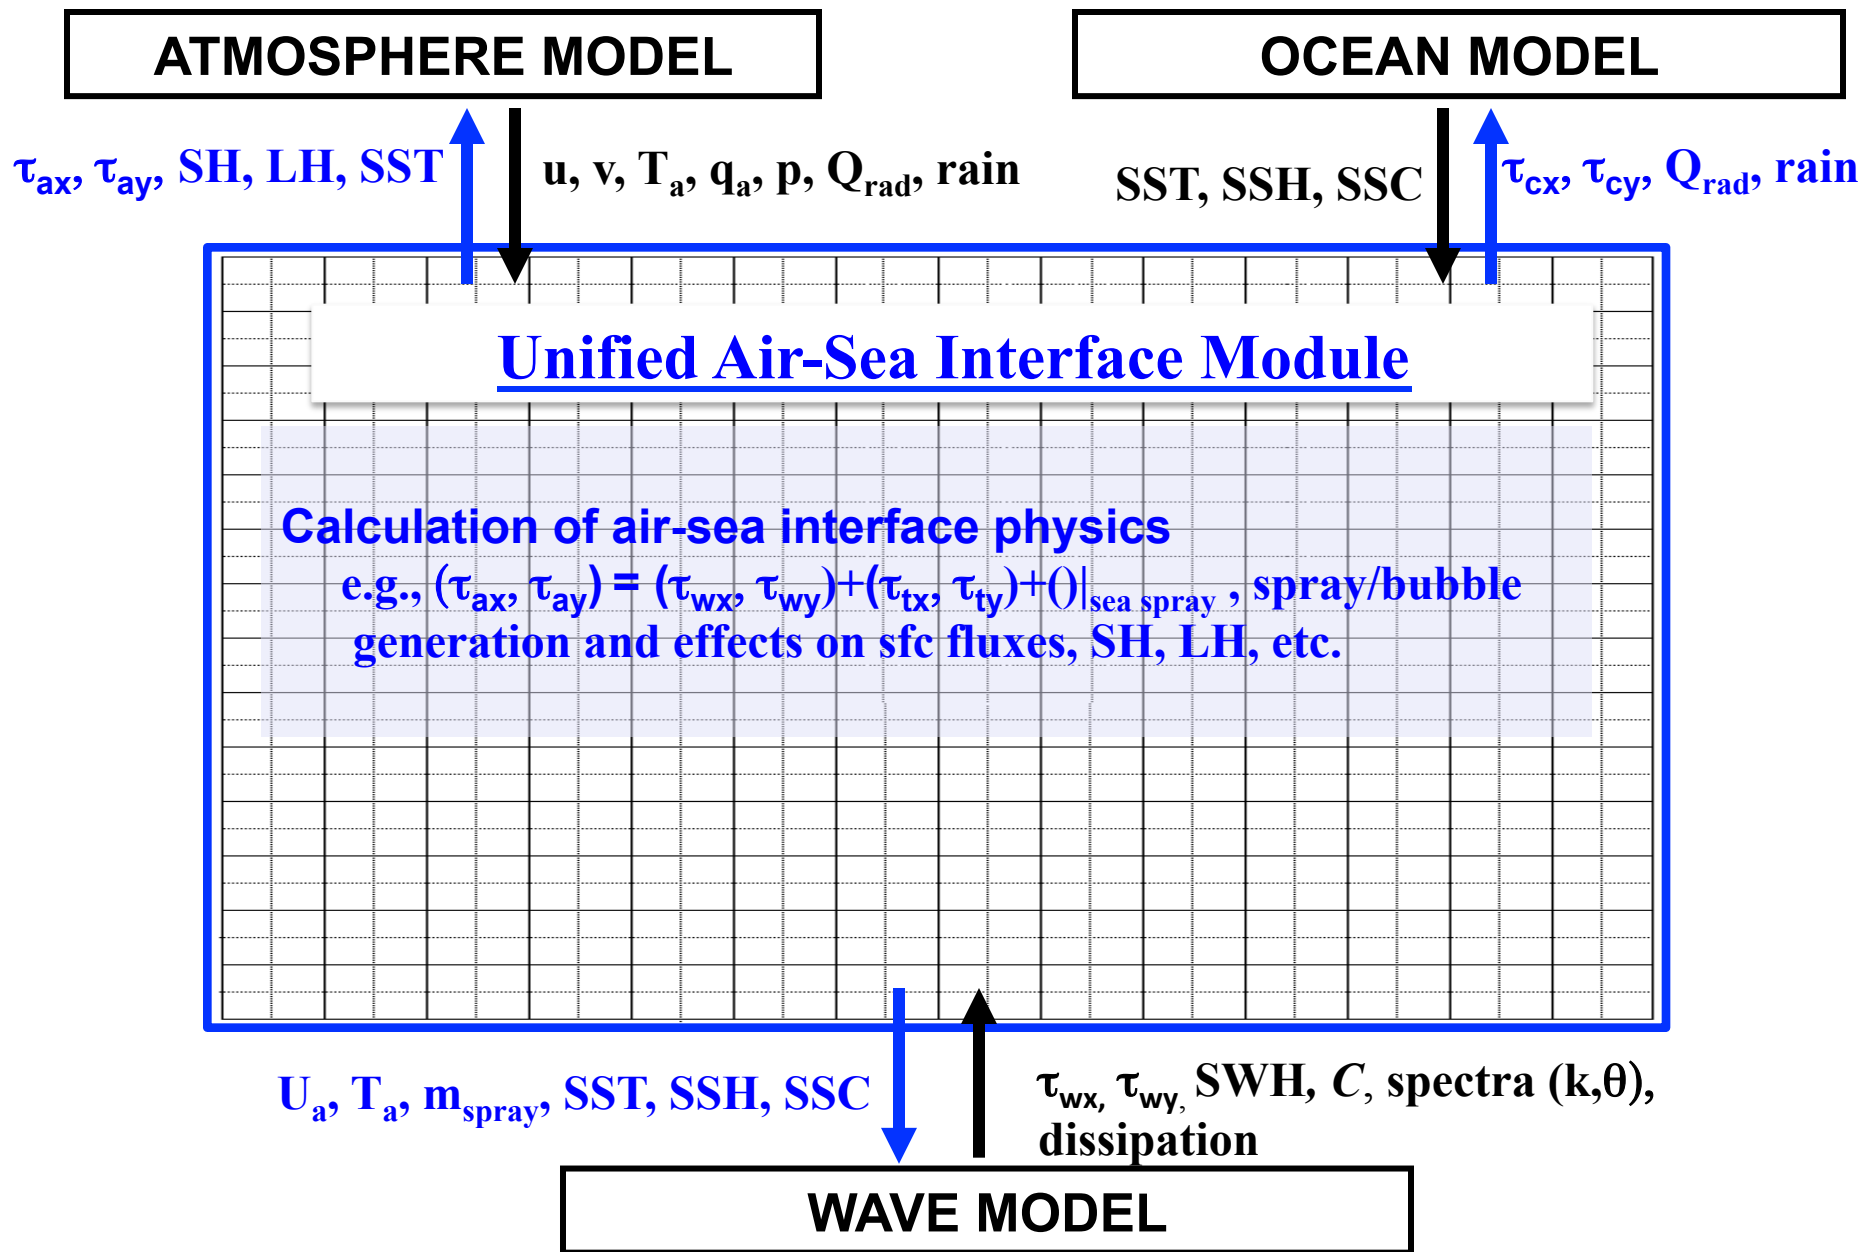 ATMOSPHERE MODEL
OCEAN MODEL
τax, τay, SH, LH, SST
u, v, Ta, qa, p, Qrad, rain
SST, SSH, SSC
τcx, τcy, Qrad, rain
Unified Air-Sea Interface Module
Calculation of air-sea interface physics
e.g., (τax, τay) = (τwx, τwy)+(τtx, τty)+()|sea spray , spray/bubble
generation and effects on sfc fluxes, SH, LH, etc.
Ua, Ta, mspray, SST, SSH, SSC
τwx, τwy, SWH, C, spectra (k,θ),
dissipation
WAVE MODEL